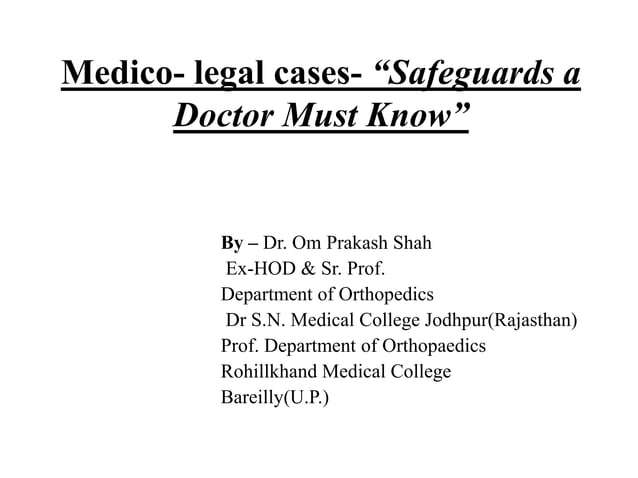 Medico- legal cases- “Safeguards a
Doctor Must Know”
By – Dr. Om Prakash Shah
Ex-HOD & Sr. Prof.
Department of Orthopedics
Dr S.N. Medical College Jodhpur(Rajasthan)
Prof. Department of Orthopaedics
Rohillkhand Medical College
Bareilly(U.P.)